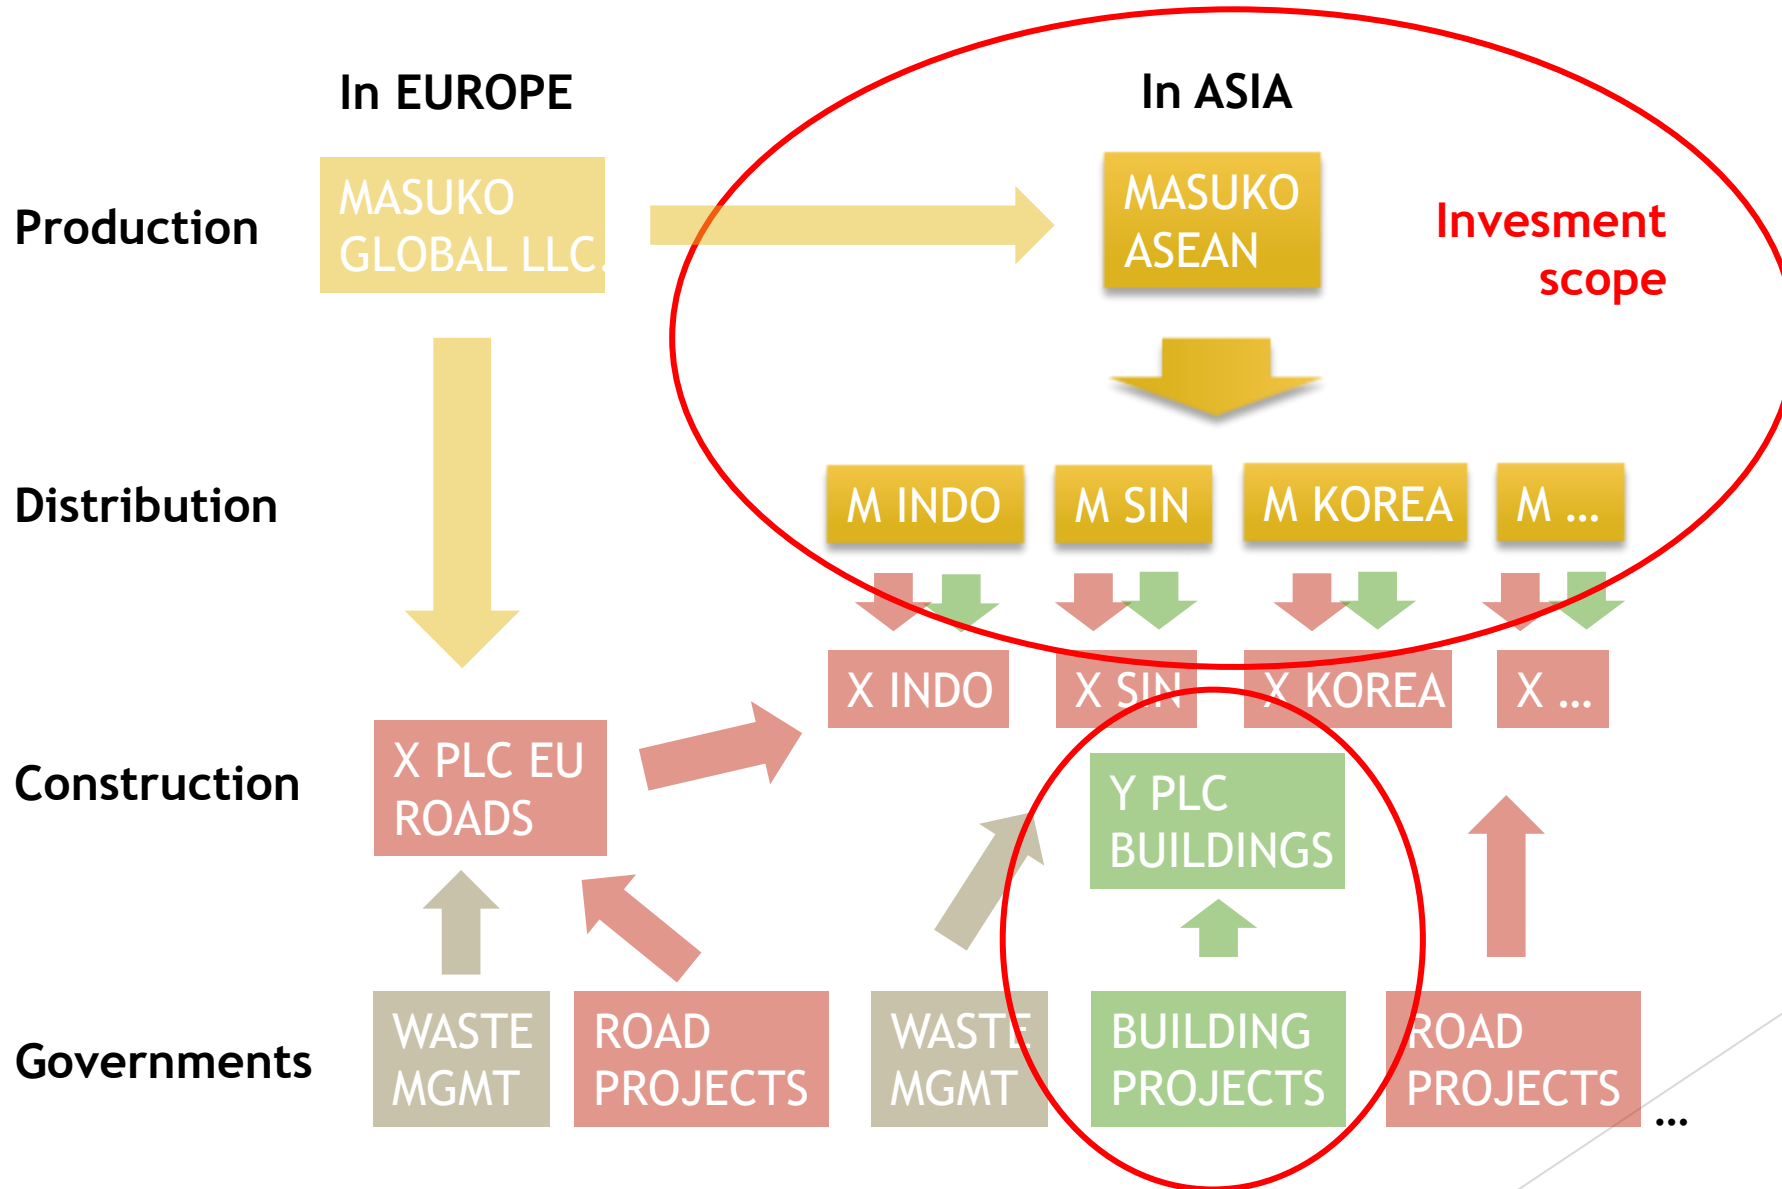 In EUROPE
In ASIA
Production
MASUKO
GLOBAL LLC.
MASUKO
ASEAN
Invesment
scope
Distribution
M INDO
M SIN
M KOREA
M ...
X INDO
X SIN
X KOREA
X ...
Construction
X PLC EU
ROADS
Y PLC
BUILDINGS
Governments
WASTE
MGMT
ROAD
PROJECTS
WASTE
MGMT
BUILDING
PROJECTS
ROAD
PROJECTS
...